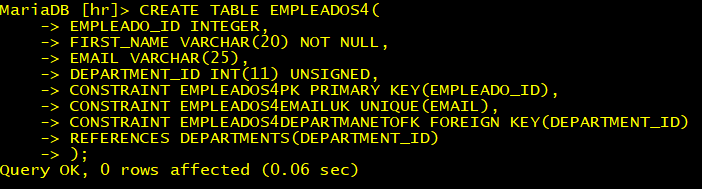 MariaDB [hr]> CREATE TABLE EMPLEADOS4(
-> EMPLEADO_ID INTEGER,
-> FIRST_NAME VARCHAR(20) NOT NULL,
-> EMAIL VARCHAR(25),
-> DEPARTMENT_ID INT(11) UNSIGNED,
-> CONSTRAINT EMPLEADOS4PK PRIMARY KEY(EMPLEADO_ID),
-> CONSTRAINT EMPLEADOS4EMAILUK UNIQUE(EMAIL),
-> CONSTRAINT EMPLEADOS4DEPARTMANETOFK FOREIGN KEY(DEPARTMENT_ID)
-> REFERENCES DEPARTMENTS(DEPARTMENT_ID)
-> );
Query OK, 0 rows affected (0.06 sec)